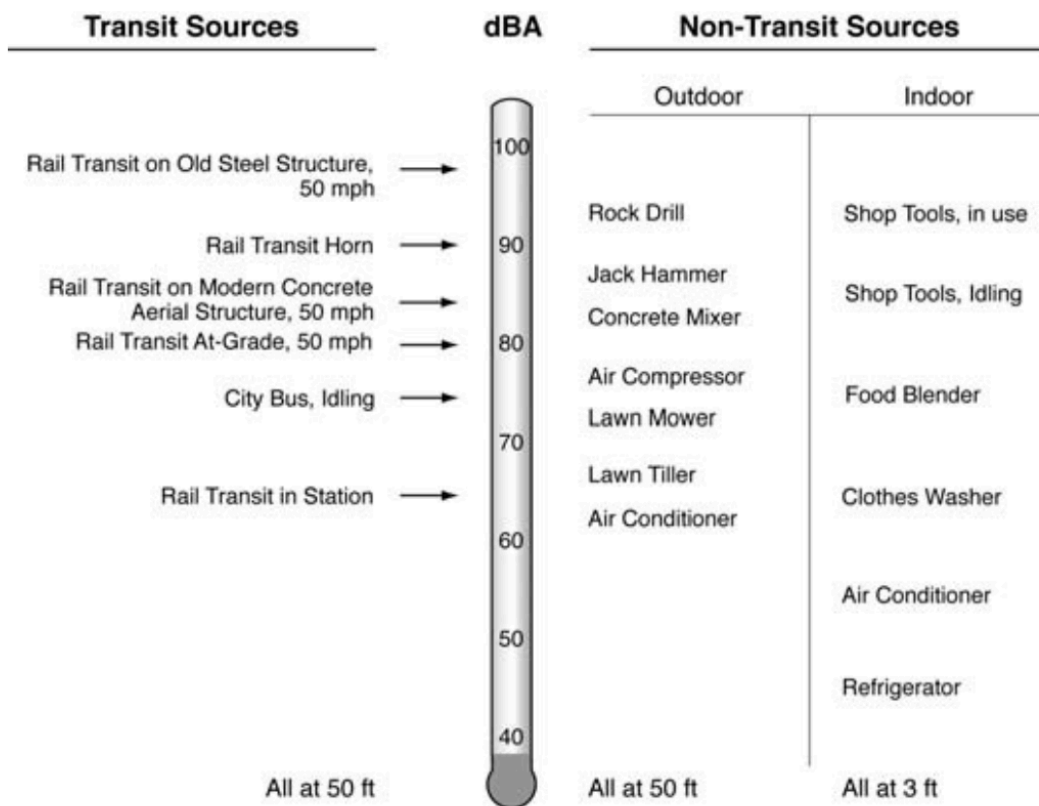 Transit Sources
dBA
Non-Transit Sources
Outdoor
Indoor
100
Rail Transit on Old Steel Structure,
50 mph
Rock Drill
Shop Tools, in use
Rail Transit Horn
90
Jack Hammer
Rail Transit on Modern Concrete
Aerial Structure, 50 mph
Shop Tools, Idling
Concrete Mixer
Rail Transit At-Grade, 50 mph
80
Air Compressor
City Bus, Idling
Food Blender
Lawn Mower
70
Lawn Tiller
Rail Transit in Station
Clothes Washer
Air Conditioner
60
Air Conditioner
50
Refrigerator
40
All at 50 ft
All at 50 ft
All at 3 ft